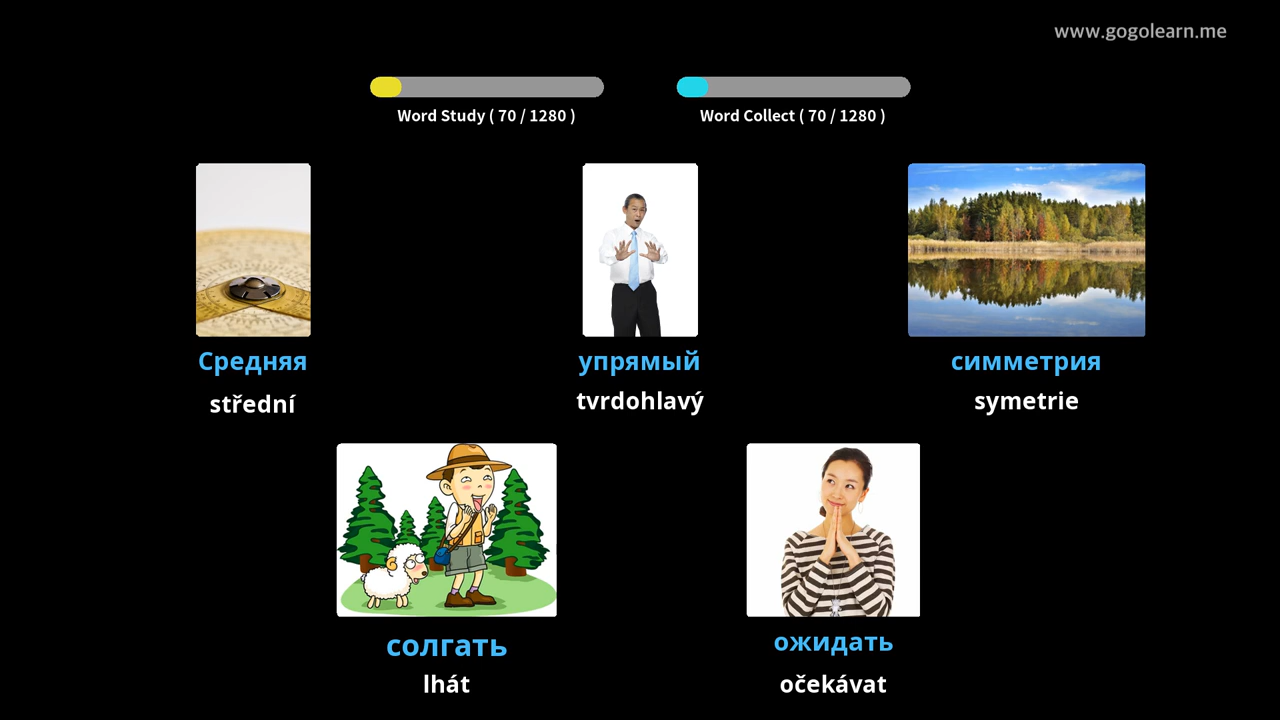 www.gogolearn.me
Word Study ( 70 / 1280 )
Word Collect ( 70 / 1280 )
Средняя
упрямый
симметрия
střední
tvrdohlavý
symetrie
солгать
ожидать
lhát
očekávat